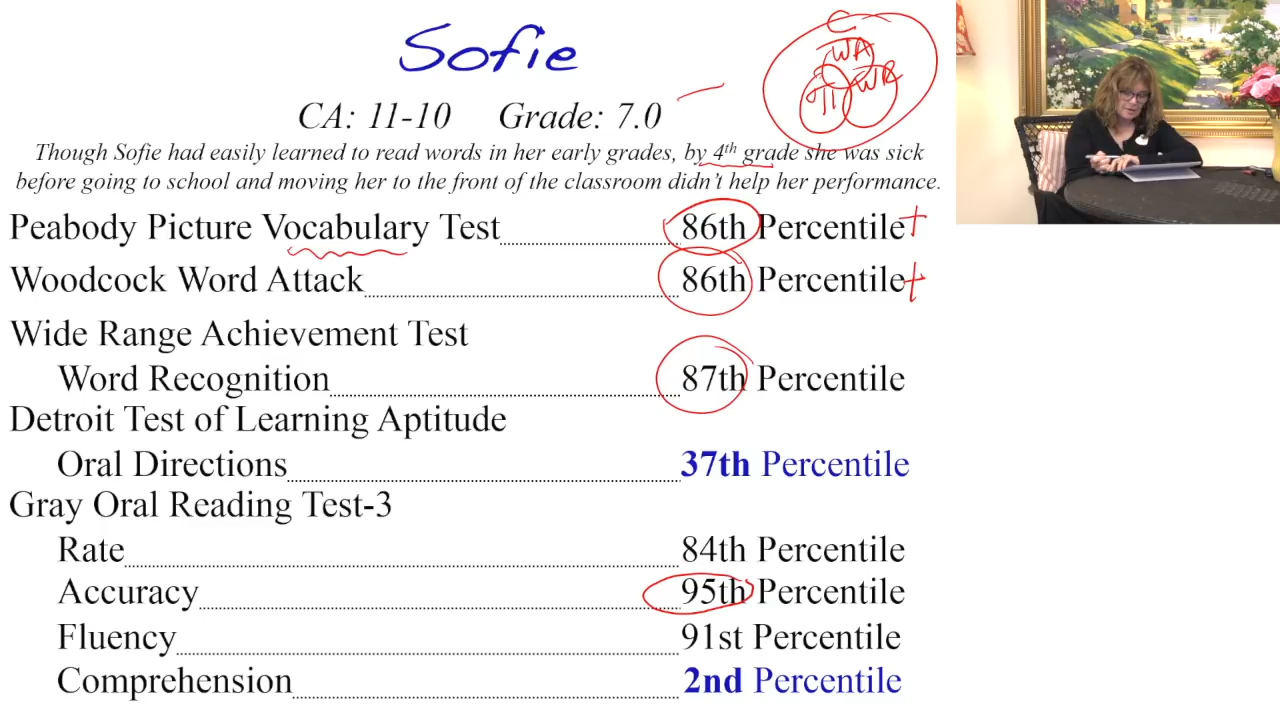 Sofie
CA: 11-10 Grade: 7.0
Though Sofie had easily learned to read words in her early grades, by 4th grade she was sick
before going to school and moving her to the front of the classroom didn't help her performance.
Peabody Picture Vocabulary Test 86th Percentile +
Woodcock Word Attack 86th Percentile +
Wide Range Achievement Test
Word Recognition 87th Percentile
Detroit Test of Learning Aptitude
Oral Directions 37th Percentile
Gray Oral Reading Test-3
Rate 84th Percentile
Accuracy 95th Percentile
Fluency 91st Percentile
Comprehension 2nd Percentile
C
WA
WR